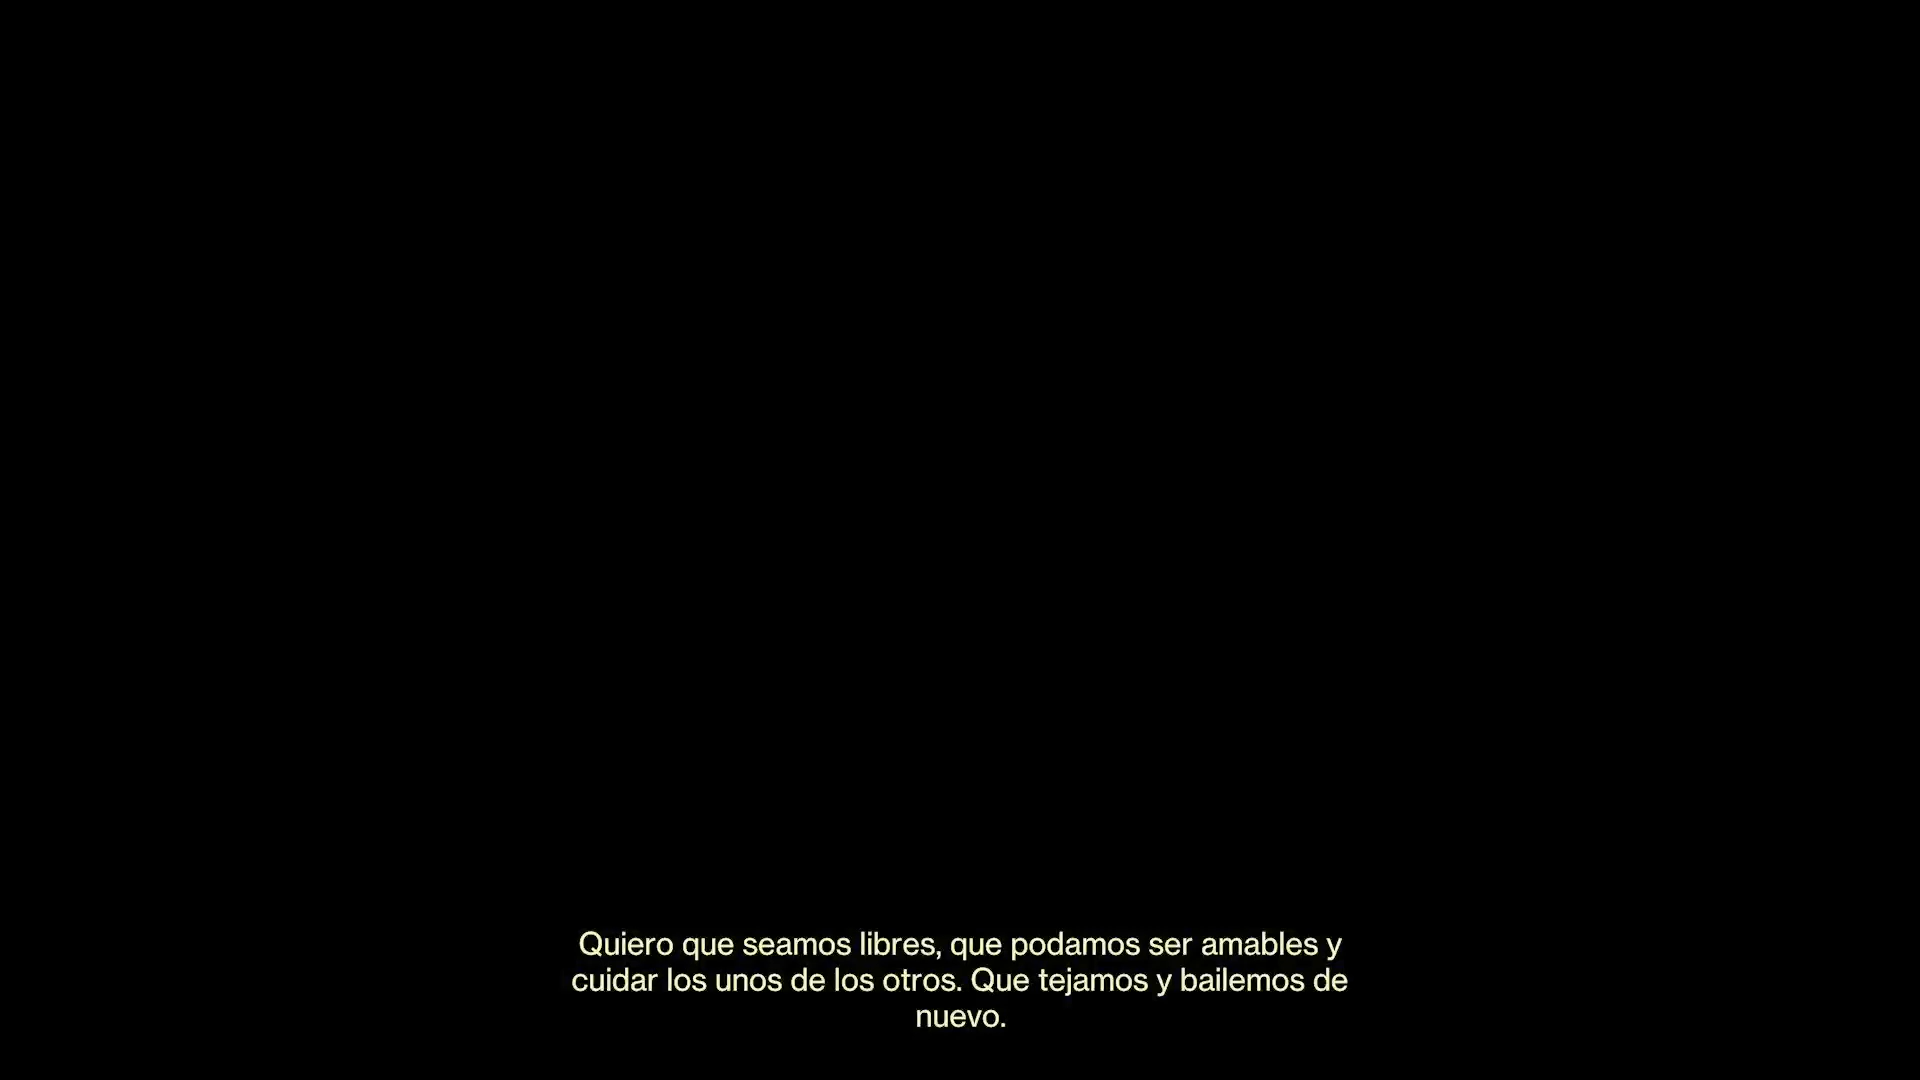 Quiero que seamos libres, que podamos ser amables y
cuidar los unos de los otros. Que tejamos y bailemos de
nuevo.